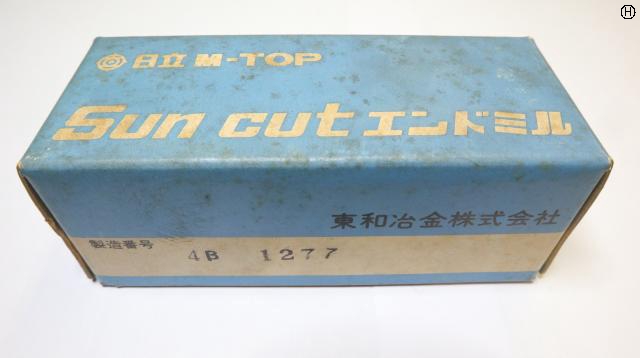 日立 M-TOP
Sun cut エンドミル
東和冶金株式会社
製造番号
4B 1277
H